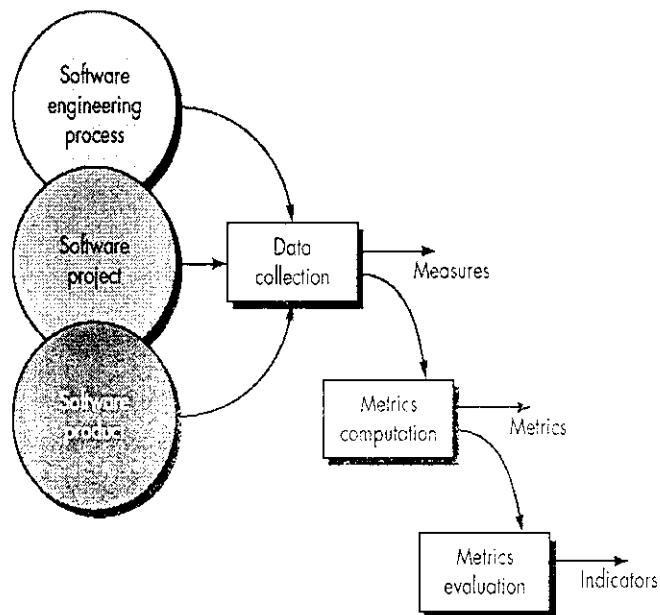 Software
engineering
process
Software
project
Software
product
Data
collection
Measures
Metrics
computation
Metrics
Metrics
evaluation
Indicators